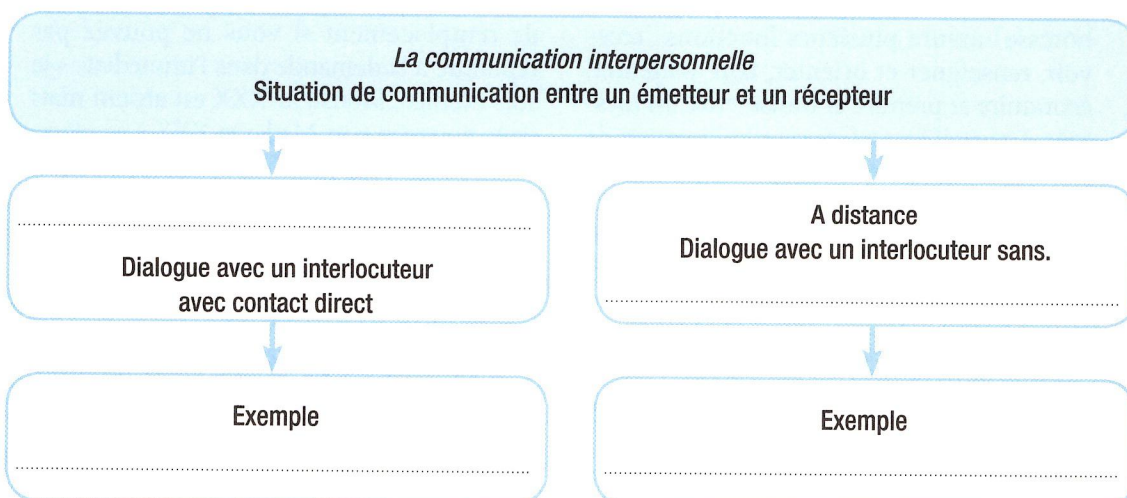 La communication interpersonnelle
Situation de communication entre un émetteur et un récepteur
Dialogue avec un interlocuteur
avec contact direct
A distance
Dialogue avec un interlocuteur sans.
Exemple
Exemple